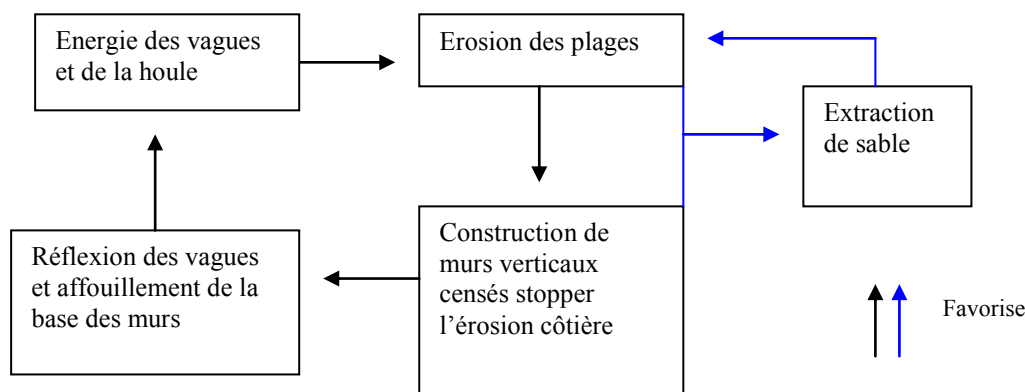 Energie des vagues
et de la houle
Erosion des plages
Extraction
de sable
Réflexion des vagues
et affouillement de la
base des murs
Construction de
murs verticaux
censés stopper
l’érosion côtière
Favorise